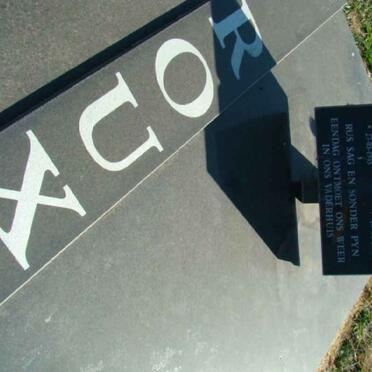 ROUX
RUS SAG EN SONDER PYN
EENDAG ONTMOET ONS WEER
IN ONS VADERHUIS